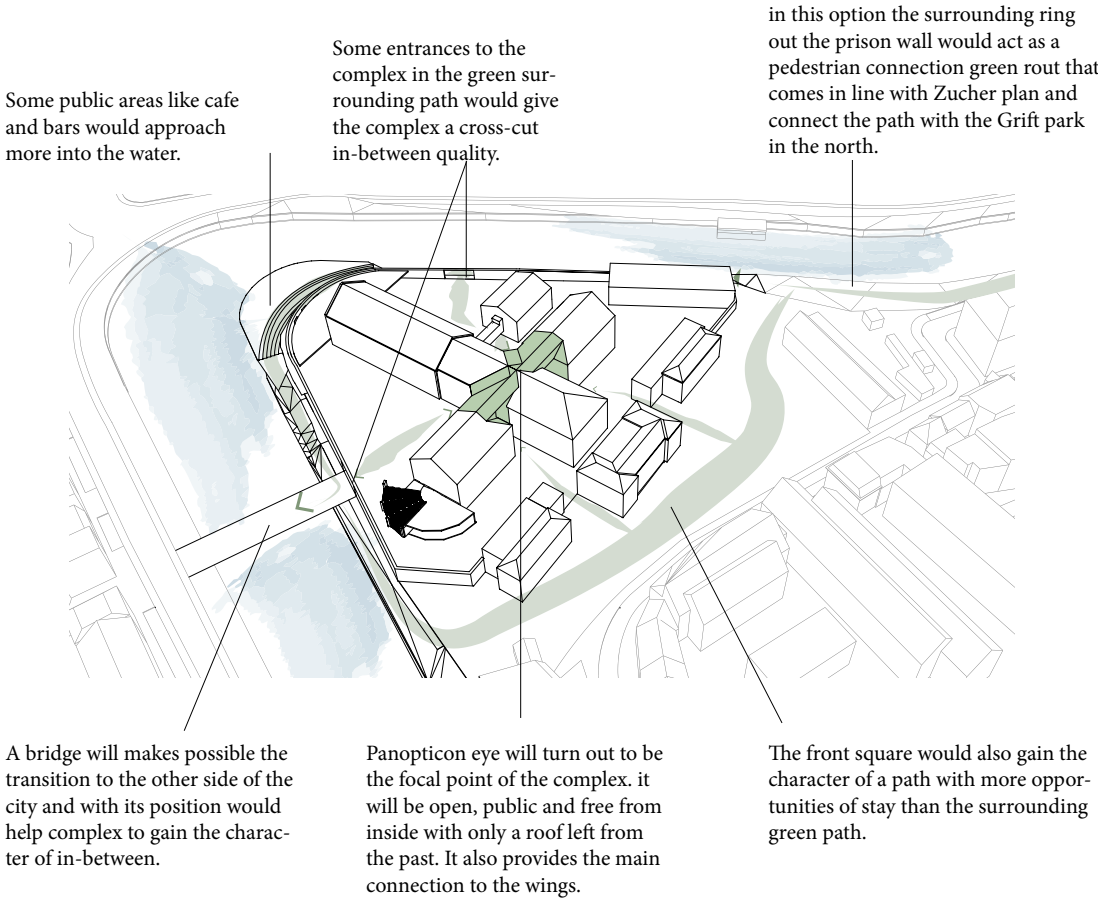 Some public areas like cafe
and bars would approach
more into the water.
Some entrances to the
complex in the green sur-
rounding path would give
the complex a cross-cut
in-between quality.
in this option the surrounding ring
out the prison wall would act as a
pedestrian connection green rout that
comes in line with Zucher plan and
connect the path with the Grift park
in the north.
A bridge will makes possible the
transition to the other side of the
city and with its position would
help complex to gain the charac-
ter of in-between.
Panopticon eye will turn out to be
the focal point of the complex. it
will be open, public and free from
inside with only a roof left from
the past. It also provides the main
connection to the wings.
The front square would also gain the
character of a path with more oppor-
tunities of stay than the surrounding
green path.